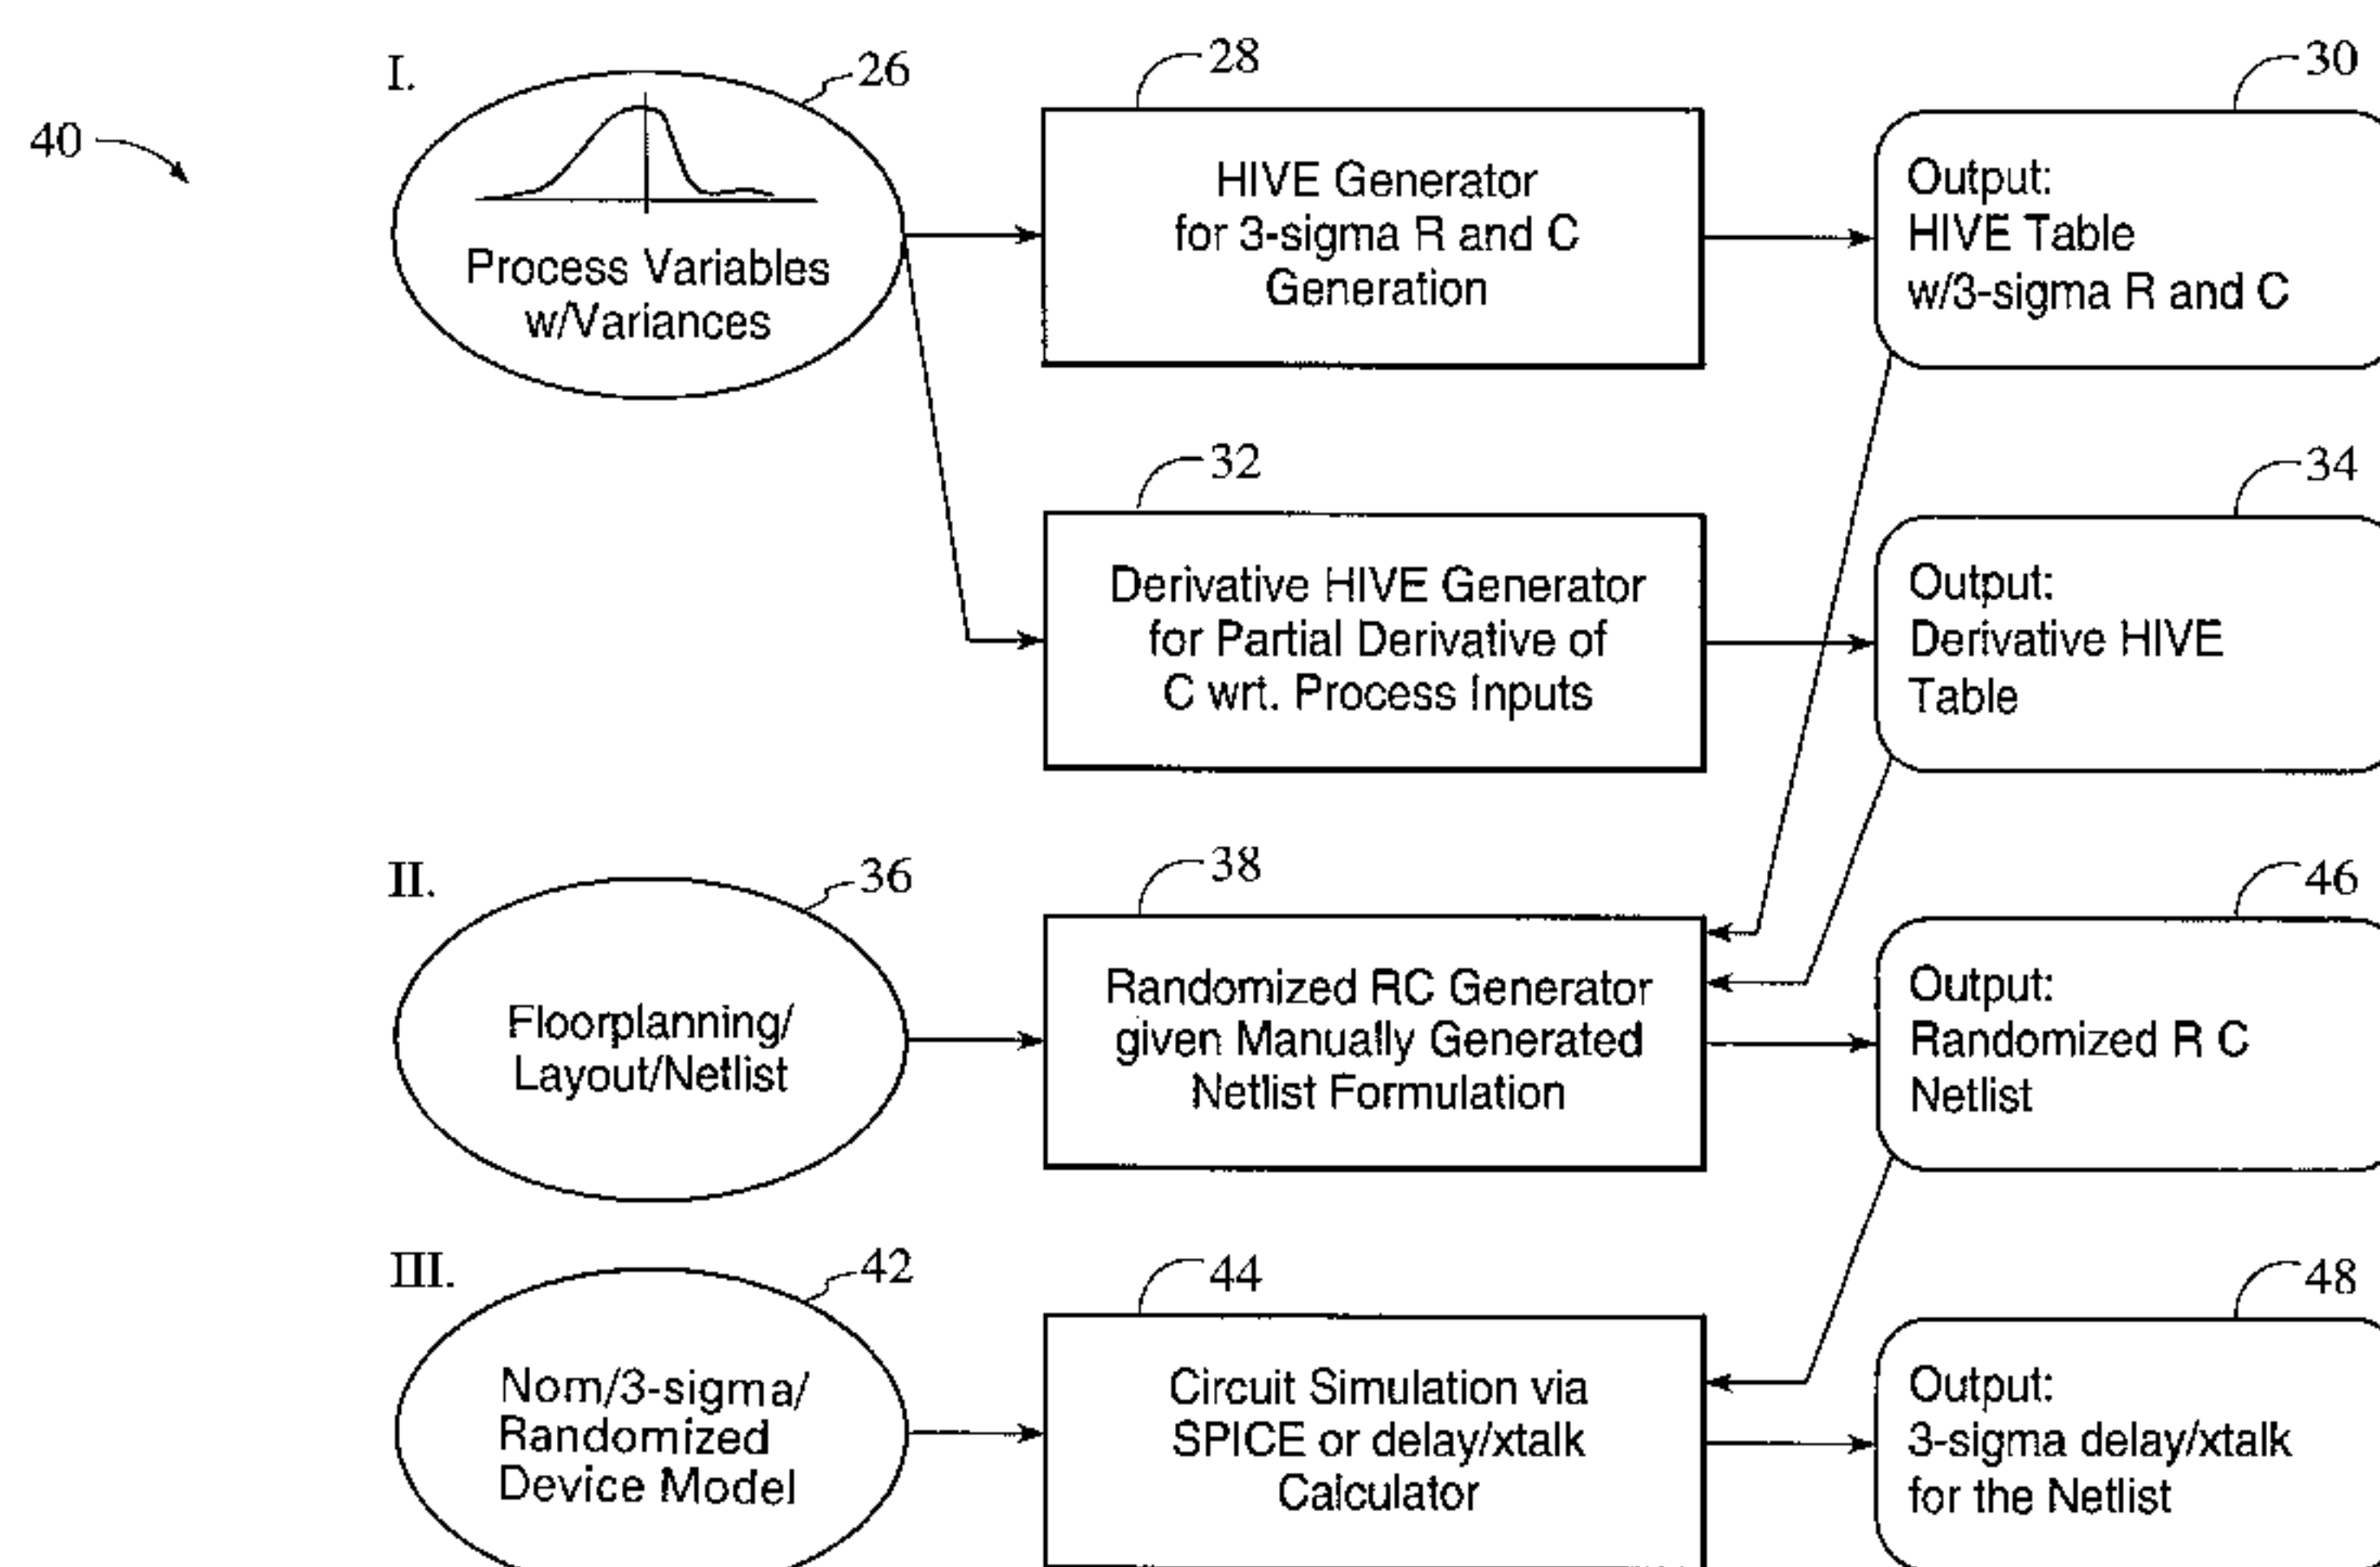 40
I.
26
Process Variables
w/Variances
28
HIVE Generator
for 3-sigma R and C
Generation
30
Output:
HIVE Table
w/3-sigma R and C
32
Derivative HIVE Generator
for Partial Derivative of
C wrt. Process Inputs
34
Output:
Derivative HIVE
Table
II.
36
Floorplanning/
Layout/Netlist
38
Randomized RC Generator
given Manually Generated
Netlist Formulation
46
Output:
Randomized R C
Netlist
III.
42
Nom/3-sigma/
Randomized
Device Model
44
Circuit Simulation via
SPICE or delay/xtalk
Calculator
48
Output:
3-sigma delay/xtalk
for the Netlist